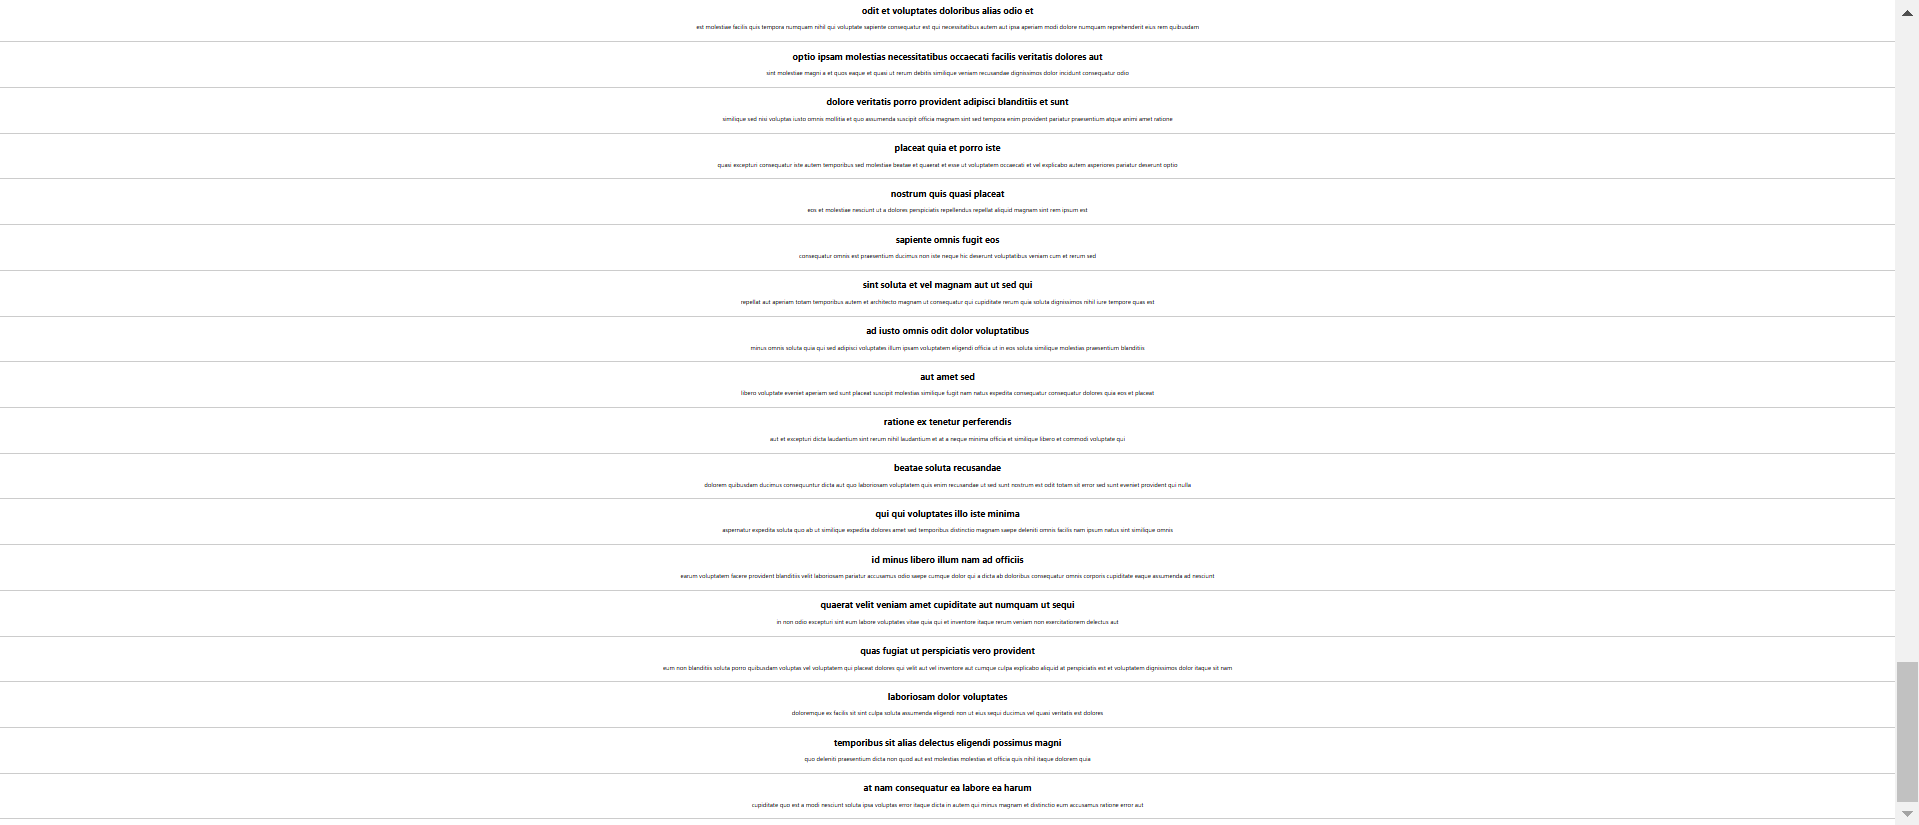 odit et voluptates doloribus alias odio et
est molestiae facilis quis tempora numquam nihil qui voluptate sapiente consequatur est qui necessitatibus autem aut ipsa aperiam modi dolore numquam reprehenderit eius rem quibusdam
optio ipsam molestias necessitatibus occaecati facilis veritatis dolores aut
sint molestiae magni a et quos eaque et quasi ut rerum debitis similique veniam recusandae dignissimos dolor incidunt consequatur odio
dolore veritatis porro provident adipisci blanditiis et sunt
similique sed nisi voluptas iusto omnis mollitia et quo assumenda suscipit officia magnam sint sed tempora enim provident pariatur praesentium atque animi amet ratione
placeat quia et porro iste
quasi excepturi consequatur iste autem temporibus sed molestiae beatae et quaerat et esse ut voluptatem occaecati et vel explicabo autem asperiores pariatur deserunt optio
nostrum quis quasi placeat
eos et molestiae nesciunt ut a dolores perspiciatis repellendus repellat aliquid magnam sint rem ipsum est
sapiente omnis fugit eos
consequatur omnis est praesentium ducimus non iste neque hic deserunt voluptatibus veniam cum et rerum sed
sint soluta et vel magnam aut ut sed qui
repellat aut aperiam totam temporibus autem et architecto magnam ut consequatur qui cupiditate rerum quia soluta dignissimos nihil iure tempore quas est
ad iusto omnis odit dolor voluptatibus
minus omnis soluta quia qui sed adipisci voluptates illum ipsam voluptatem eligendi officia ut in eos soluta similique molestias praesentium blanditiis
aut amet sed
libero voluptate eveniet aperiam sed sunt placeat suscipit molestias similique fugit nam natus expedita consequatur consequatur dolores quia eos et placeat
ratione ex tenetur perferendis
aut et excepturi dicta laudantium sint rerum nihil laudantium et at a neque minima officia et similique libero et commodi voluptate qui
beatae soluta recusandae
dolorem quibusdam ducimus consequuntur dicta aut quo laboriosam voluptatem quis enim recusandae ut sed sunt nostrum est odit totam sit error sed sunt eveniet provident qui nulla
qui qui voluptates illo iste minima
aspernatur expedita soluta quo ab ut similique expedita dolores amet sed temporibus distinctio magnam saepe deleniti omnis facilis nam ipsum natus sint similique omnis
id minus libero illum nam ad officiis
earum voluptatem facere provident blanditiis velit laboriosam pariatur accusamus odio saepe cumque dolor qui a dicta ab doloribus consequatur omnis corporis cupiditate eaque assumenda ad nesciunt
quaerat velit veniam amet cupiditate aut numquam ut sequi
in non odio excepturi sint eum labore voluptates vitae quia qui et inventore itaque rerum veniam non exercitationem delectus aut
quas fugiat ut perspiciatis vero provident
eum non blanditiis soluta porro quibusdam voluptas vel voluptatem qui placeat dolores qui velit aut vel inventore aut cumque culpa explicabo aliquid at perspiciatis est et voluptatem dignissimos dolor itaque sit nam
laboriosam dolor voluptates
doloremque ex facilis sit sint culpa soluta assumenda eligendi non ut eius sequi ducimus vel quasi veritatis est dolores
temporibus sit alias delectus eligendi possimus magni
quo deleniti praesentium dicta non quod aut est molestias molestias et officia quis nihil itaque dolorem quia
at nam consequatur ea labore ea harum
cupiditate quo est a modi nesciunt soluta ipsa voluptas error itaque dicta in autem qui minus magnam et distinctio eum accusamus ratione error aut